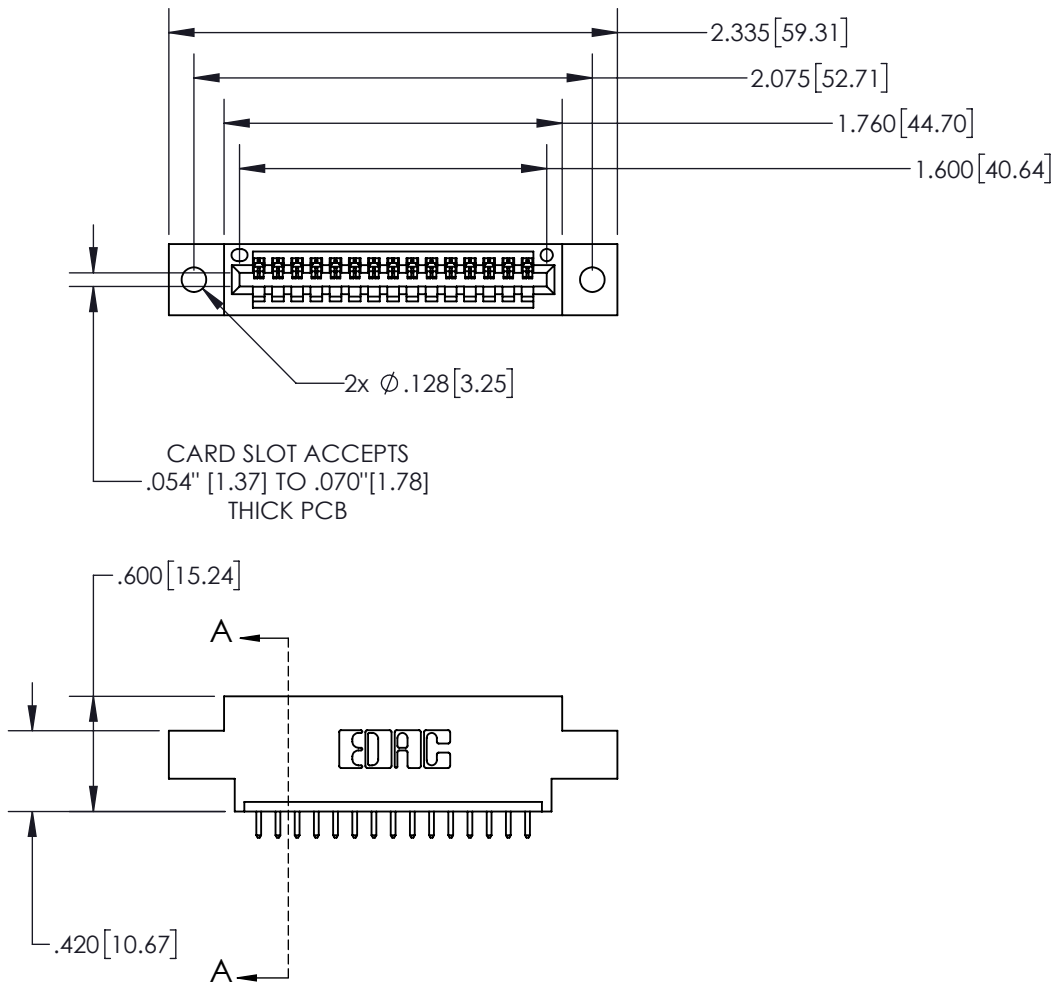 2.335[59.31]
2.075[52.71]
1.760[44.70]
1.600[40.64]
2x ∅.128[3.25]
CARD SLOT ACCEPTS
.054" [1.37] TO .070"[1.78]
THICK PCB
.600[15.24]
A
EDAC
.420[10.67]
A